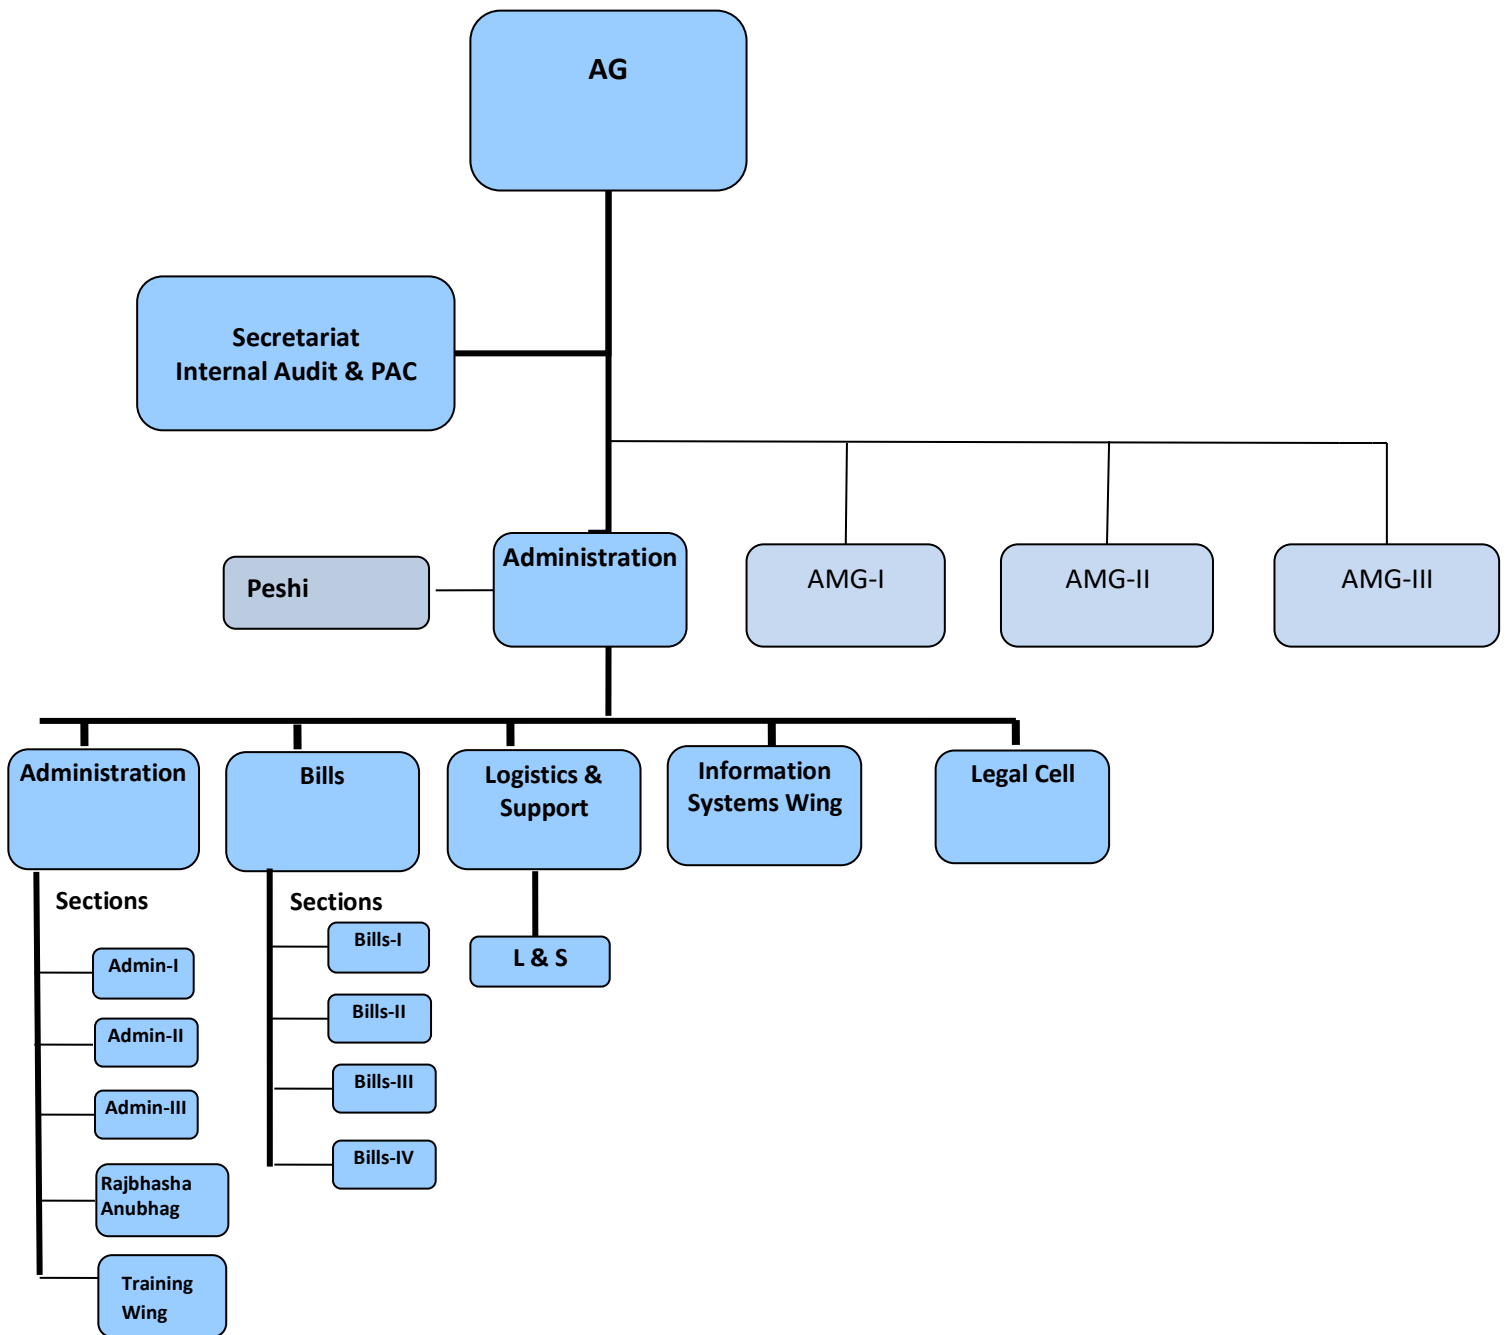 AG
Secretariat
Internal Audit & PAC
Peshi
Administration
AMG-I
AMG-II
AMG-III
Administration
Bills
Logistics &
Support
Information
Systems Wing
Legal Cell
Sections
Admin-I
Admin-II
Admin-III
Rajbhasha
Anubhag
Training
Wing
Sections
Bills-I
Bills-II
Bills-III
Bills-IV
L & S